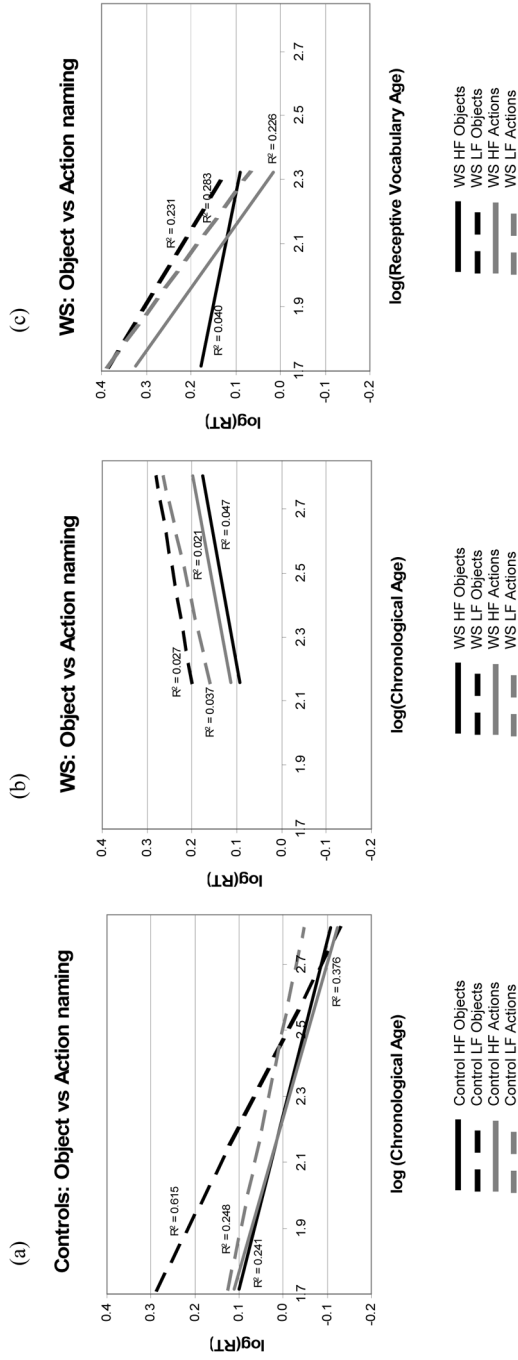 (a)
Controls: Object vs Action naming
0.4
0.3
0.2
0.1
0.0
-0.1
-0.2
log(RT)
1.7
1.9
2.1
2.3
2.5
2.7
R² = 0.615
R² = 0.248
R² = 0.241
R² = 0.376
log (Chronological Age)
Control HF Objects
Control LF Objects
Control HF Actions
Control LF Actions
(b)
WS: Object vs Action naming
0.4
0.3
0.2
0.1
0.0
-0.1
-0.2
log(RT)
1.7
1.9
2.1
2.3
2.5
2.7
R² = 0.027
R² = 0.037
R² = 0.021
R² = 0.047
log(Chronological Age)
WS HF Objects
WS LF Objects
WS HF Actions
WS LF Actions
(c)
WS: Object vs Action naming
0.4
0.3
0.2
0.1
0.0
-0.1
-0.2
log(RT)
1.7
1.9
2.1
2.3
2.5
2.7
R² = 0.231
R² = 0.283
R² = 0.040
R² = 0.226
log(Receptive Vocabulary Age)
WS HF Objects
WS LF Objects
WS HF Actions
WS LF Actions